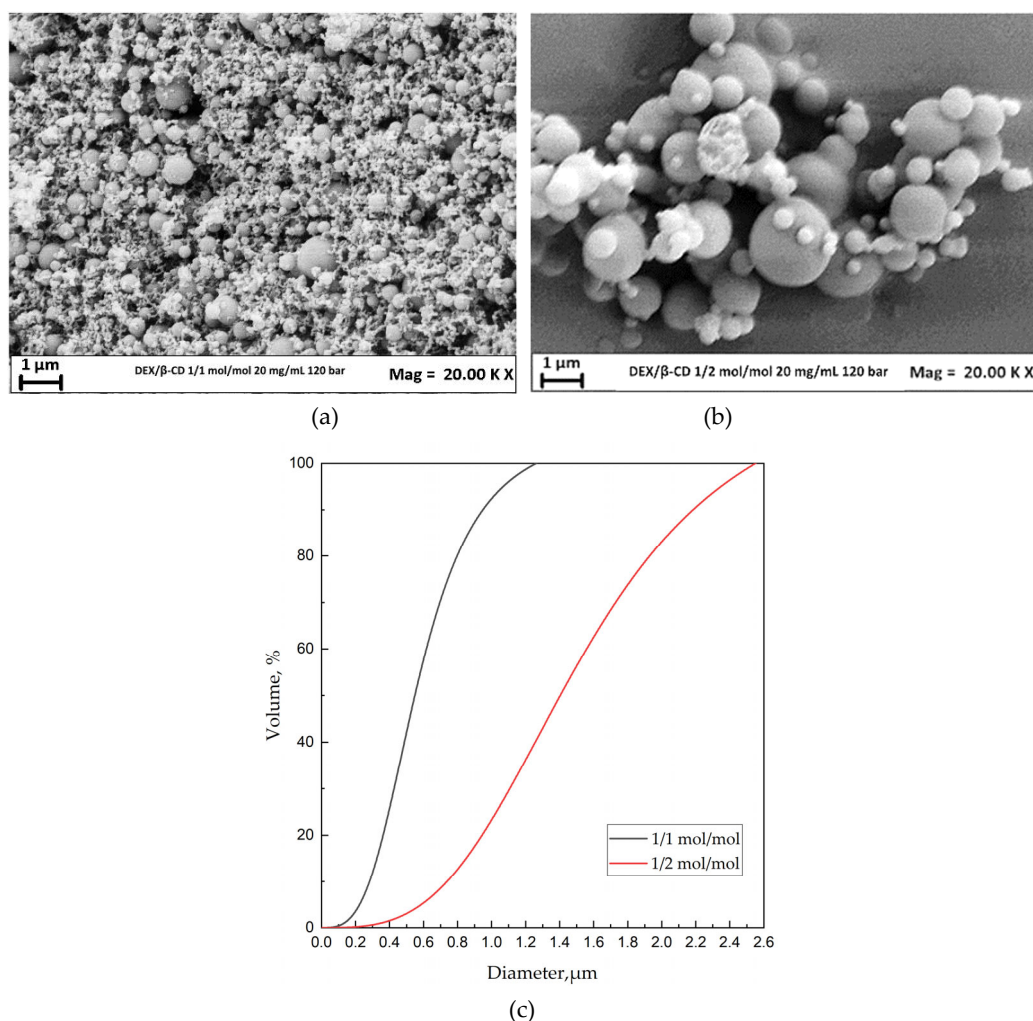 1 µm
DEX/β-CD 1/1 mol/mol 20 mg/mL 120 bar
Mag = 20.00 K X
1 µm
DEX/β-CD 1/2 mol/mol 20 mg/mL 120 bar
Mag = 20.00 K X
(a)
(b)
100
80
60
40
20
0
Volume, %
1/1 mol/mol
1/2 mol/mol
0.0 0.2 0.4 0.6 0.8 1.0 1.2 1.4 1.6 1.8 2.0 2.2 2.4 2.6
Diameter,µm
(c)